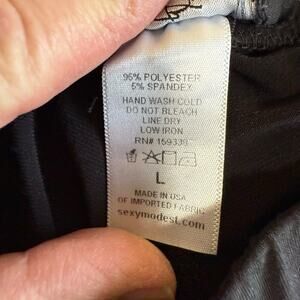 95% POLYESTER
5% SPANDEX
HAND WASH COLD
DO NOT BLEACH
LINE DRY
LOW IRON
RN# 159339
L
MADE IN USA
OF IMPORTED FABRIC
sexymodest.com